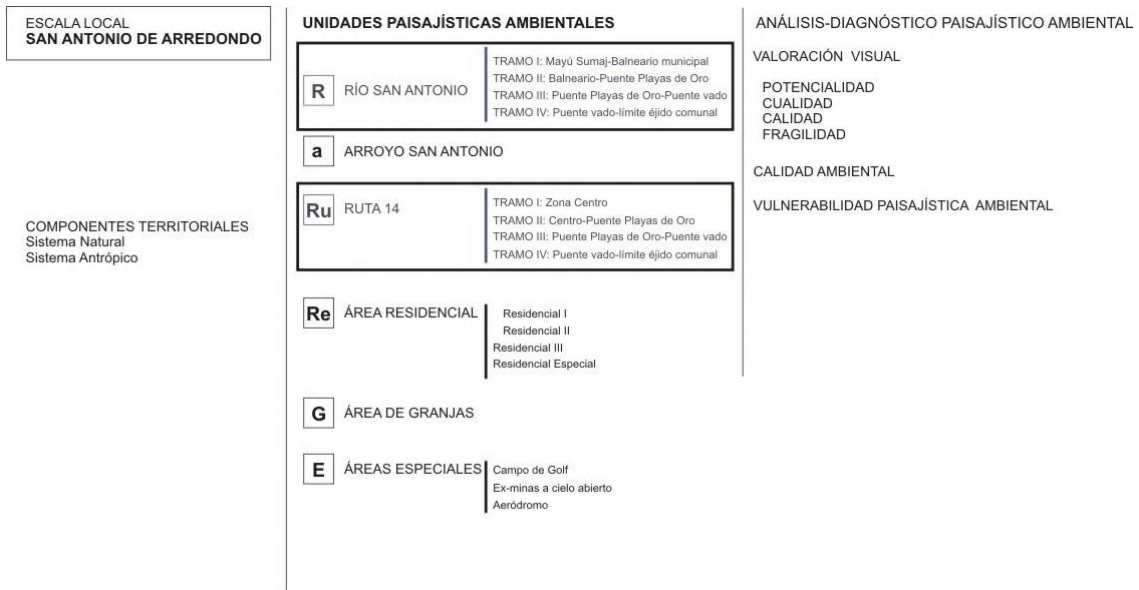 ESCALA LOCAL
SAN ANTONIO DE ARREDONDO
COMPONENTES TERRITORIALES
Sistema Natural
Sistema Antrópico
UNIDADES PAISAJÍSTICAS AMBIENTALES
R RÍO SAN ANTONIO
TRAMO I: Mayú Sumaj-Balneario municipal
TRAMO II: Balneario-Puente Playas de Oro
TRAMO III: Puente Playas de Oro-Puente vado
TRAMO IV: Puente vado-límite éjido comunal
a ARROYO SAN ANTONIO
Ru RUTA 14
TRAMO I: Zona Centro
TRAMO II: Centro-Puente Playas de Oro
TRAMO III: Puente Playas de Oro-Puente vado
TRAMO IV: Puente vado-límite éjido comunal
Re ÁREA RESIDENCIAL
Residencial I
Residencial II
Residencial III
Residencial Especial
G ÁREA DE GRANJAS
E ÁREAS ESPECIALES
Campo de Golf
Ex-minas a cielo abierto
Aeródromo
ANÁLISIS-DIAGNÓSTICO PAISAJÍSTICO AMBIENTAL
VALORACIÓN VISUAL
POTENCIALIDAD
CUALIDAD
CALIDAD
FRAGILIDAD
CALIDAD AMBIENTAL
VULNERABILIDAD PAISAJÍSTICA AMBIENTAL